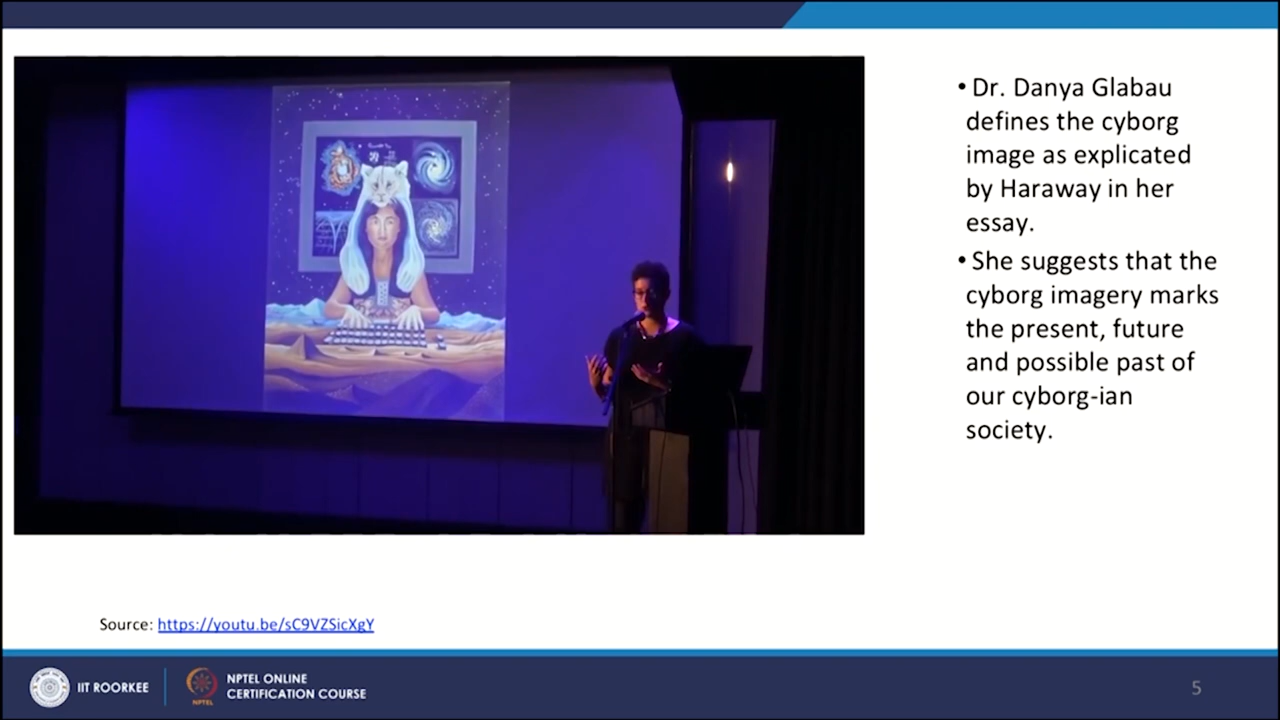 • Dr. Danya Glabau
defines the cyborg
image as explicated
by Haraway in her
essay.
• She suggests that the
cyborg imagery marks
the present, future
and possible past of
our cyborg-ian
society.
Source: https://youtu.be/sC9VZSicXgY
IIT ROORKEE
NPTEL
NPTEL ONLINE
CERTIFICATION COURSE
5